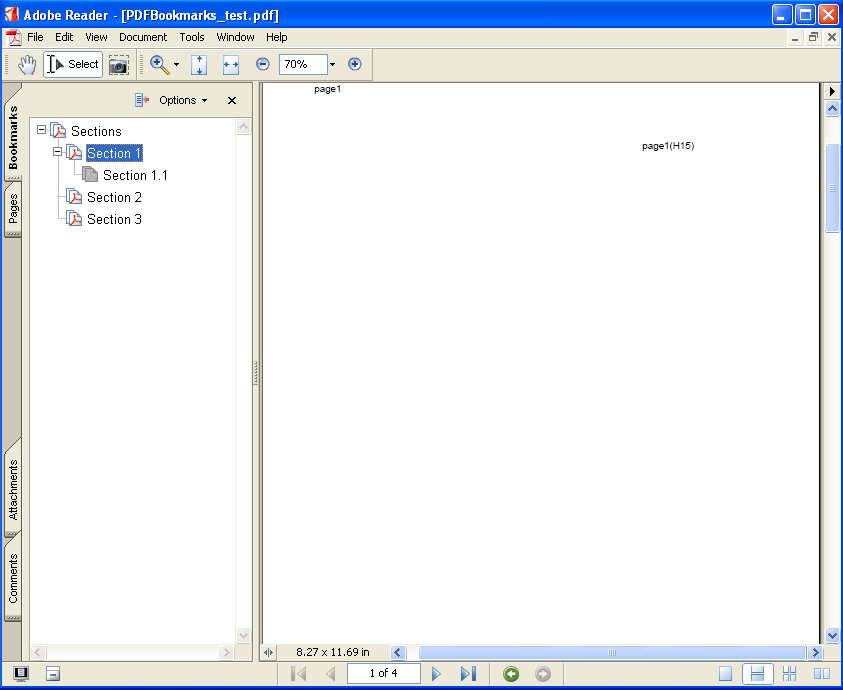 Adobe Reader - [PDFBookmarks_test.pdf]
File Edit View Document Tools Window Help
Select 70%
Options
Bookmarks
Pages
Attachments
Comments
Sections
Section 1
Section 1.1
Section 2
Section 3
page1
page1(H15)
8.27 x 11.69 in
1 of 4